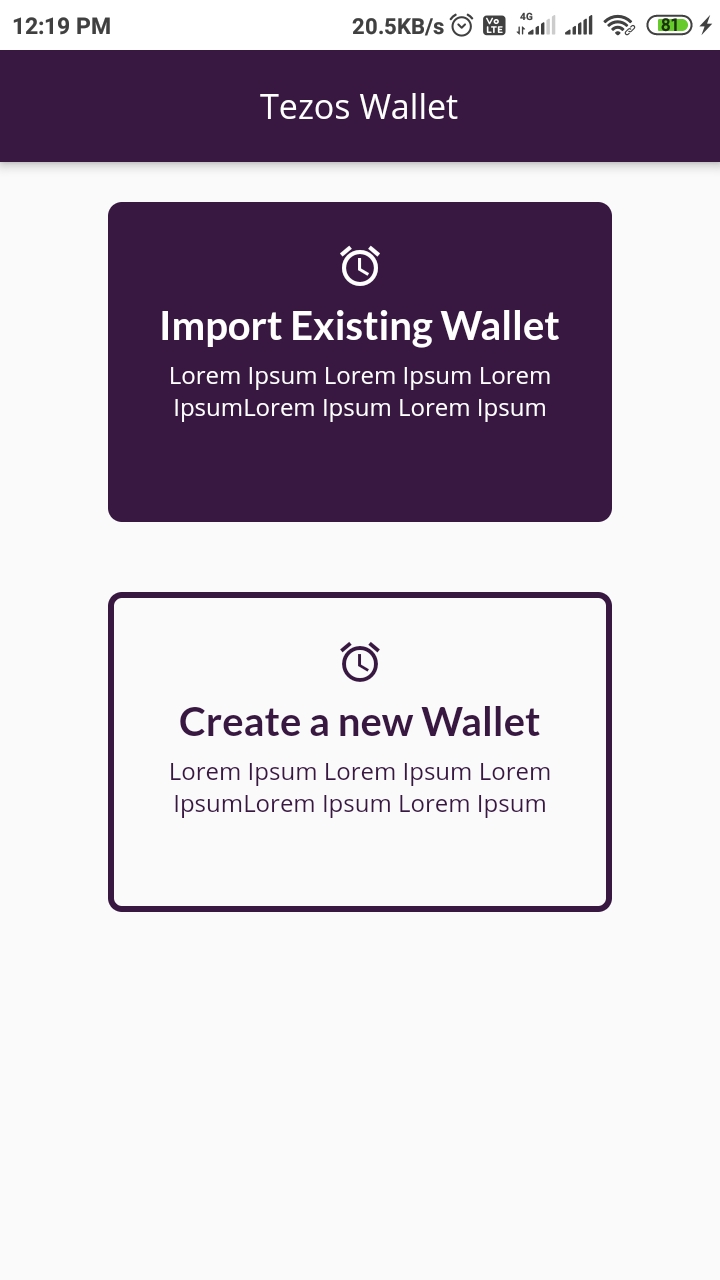 12:19 PM 20.5KB/s Vo LTE 4G 81
Tezos Wallet
Import Existing Wallet
Lorem Ipsum Lorem Ipsum Lorem
IpsumLorem Ipsum Lorem Ipsum
Create a new Wallet
Lorem Ipsum Lorem Ipsum Lorem
IpsumLorem Ipsum Lorem Ipsum